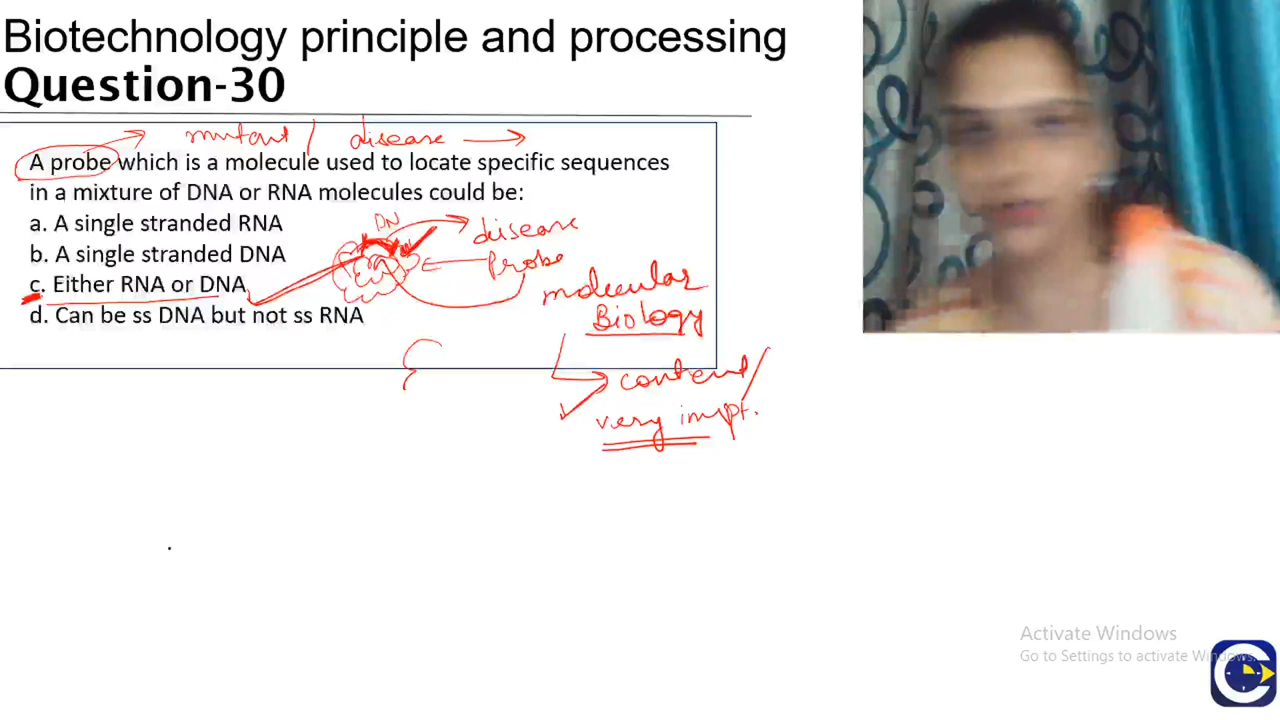 Biotechnology principle and processing
Question-30
mutant / disease
A probe which is a molecule used to locate specific sequences
in a mixture of DNA or RNA molecules could be:
a. A single stranded RNA
b. A single stranded DNA
c. Either RNA or DNA
d. Can be ss DNA but not ss RNA
DN
disease
probe
molecular
Biology
content/
very impt.
Activate Windows
Go to Settings to activate Windows.